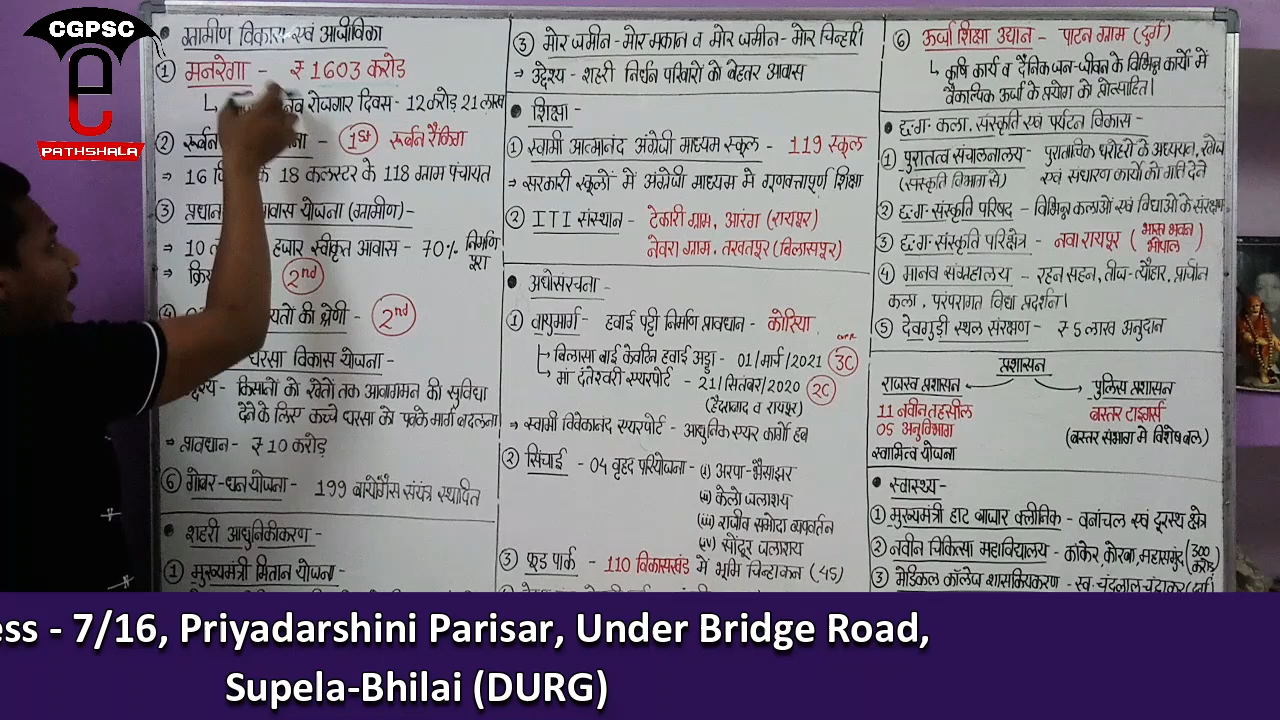 CGPSC
e
PATHSHALA
• ग्रामीण विकास एवं आजीविका
① मनरेगा - ₹ 1603 करोड़
मानव रोजगार दिवस - 12 करोड़ 21 लाख
② रूर्बन - 1st रूर्बन रैंकिंग
→ 16 के 18 कलस्टर के 118 ग्राम पंचायत
③ प्रधान आवास योजना (ग्रामीण) -
→ 10 हजार स्वीकृत आवास - 70% निर्माण पूरा
→ 2nd
की श्रेणी - 2nd
धरसा विकास योजना -
किसानों को खेतों तक आवागमन की सुविधा
देने के लिए कच्चे धरसा को पक्के मार्ग बदलना
→ प्रावधान - ₹ 10 करोड़
⑥ गोबर-धन योजना - 199 बायोगैस संयंत्र स्थापित
• शहरी आधुनिकीकरण -
① मुख्यमंत्री मितान योजना -
③ मोर जमीन - मोर मकान व मोर जमीन - मोर चिन्हारी
→ उद्देश्य - शहरी निर्धन परिवारों को बेहतर आवास
• शिक्षा -
① स्वामी आत्मानंद अंग्रेजी माध्यम स्कूल - 119 स्कूल
→ सरकारी स्कूलों में अंग्रेजी माध्यम में गुणवत्तापूर्ण शिक्षा
② ITI संस्थान - टेकारी ग्राम, आरंग (रायपुर)
नेवरा ग्राम, तखतपुर (बिलासपुर)
• अधोसंरचना -
① वायुमार्ग - हवाई पट्टी निर्माण प्रावधान - कोरिया
बिलासा बाई केवटिन हवाई अड्डा - 01/मार्च/2021 3C
मां दंतेश्वरी एयरपोर्ट - 21/सितंबर/2020 2C
(हैदराबाद व रायपुर)
→ स्वामी विवेकानंद एयरपोर्ट - आधुनिक एयर कार्गो हब
② सिंचाई - 04 वृहद परियोजना - (i) अरपा-भैंसाझर
(ii) केलो जलाशय
(iii) राजीव समोदा व्यपवर्तन
(iv) सोंढूर जलाशय
③ फूड पार्क - 110 विकासखंड में भूमि चिन्हांकन (45)
⑥ ऊर्जा शिक्षा उद्यान - पाटन ग्राम (दुर्ग)
कृषि कार्य व दैनिक जन-जीवन के विभिन्न कार्यों में
वैकल्पिक ऊर्जा के प्रयोग को प्रोत्साहित।
• छ.ग. कला, संस्कृति एवं पर्यटन विकास -
① पुरातत्व संचालनालय - पुरातात्विक धरोहरों के अध्ययन, खोज
(संस्कृति विभाग से) एवं संधारण कार्यों को गति देने
② छ.ग. संस्कृति परिषद - विभिन्न कलाओं एवं विद्याओं के संरक्षण
③ छ.ग. संस्कृति परिक्षेत्र - नवा रायपुर (भारत भवन भोपाल)
④ मानव संग्रहालय - रहन सहन, तीज-त्यौहार, प्राचीन
कला, परंपरागत विधा प्रदर्शन।
⑤ देवगुड़ी स्थल संरक्षण - ₹ 5 लाख अनुदान
प्रशासन
राजस्व प्रशासन पुलिस प्रशासन
11 नवीन तहसील बस्तर टाइगर्स
05 अनुविभाग (बस्तर संभाग मे विशेष बल)
स्वामित्व योजना
• स्वास्थ्य -
① मुख्यमंत्री हाट बाजार क्लीनिक - वनांचल एवं दूरस्थ क्षेत्र
② नवीन चिकित्सा महाविद्यालय - कांकेर, कोरबा, महासमुंद (300 करोड़)
③ मेडिकल कॉलेज शासकियकरण - स्व. चंदूलाल चंद्राकर (दुर्ग)
ess - 7/16, Priyadarshini Parisar, Under Bridge Road,
Supela-Bhilai (DURG)